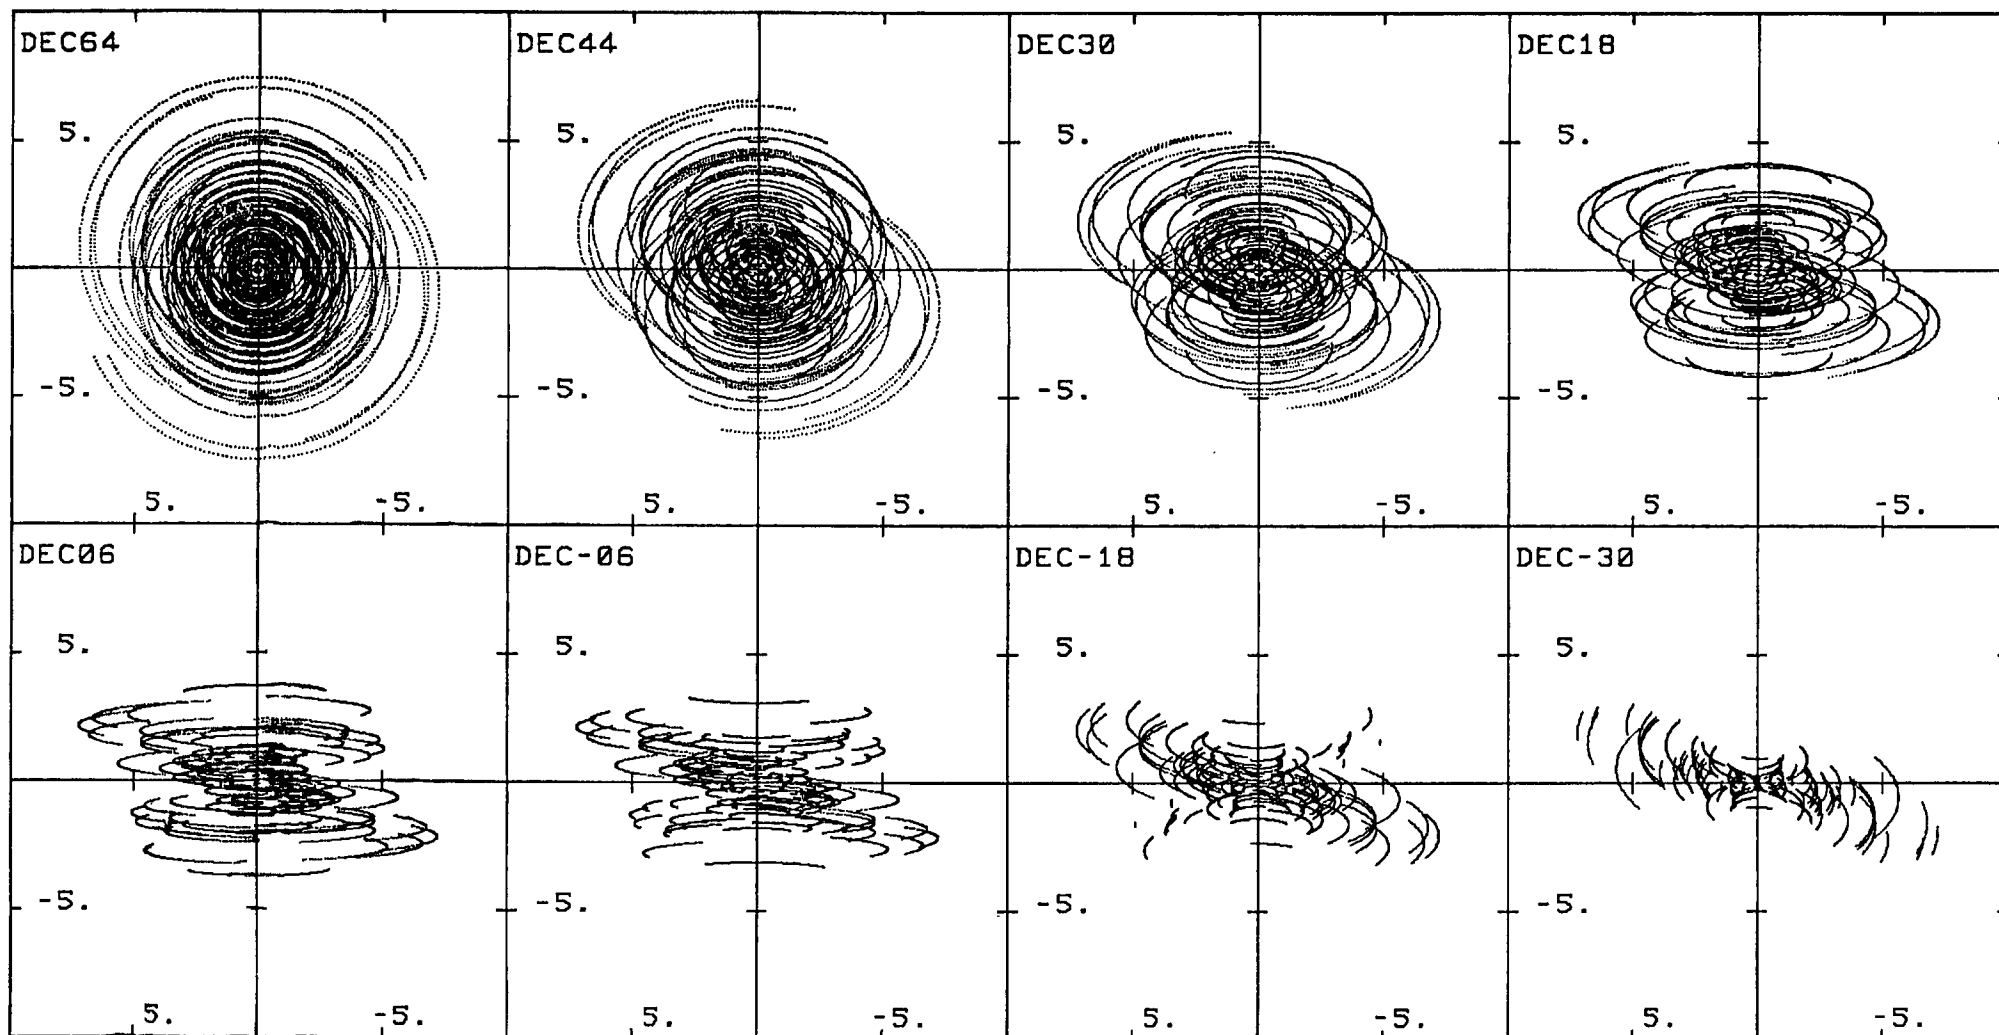 DEC64 DEC44 DEC30 DEC18
5. 5. 5. 5.
-5. -5. -5. -5.
5. -5. 5. -5. 5. -5. 5. -5.
DEC06 DEC-06 DEC-18 DEC-30
5. 5. 5. 5.
-5. -5. -5. -5.
5. -5. 5. -5. 5. -5. 5. -5.